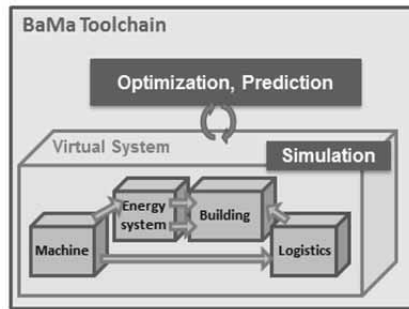 BaMa Toolchain
Optimization, Prediction
Virtual System
Simulation
Energy
system
Building
Machine
Logistics